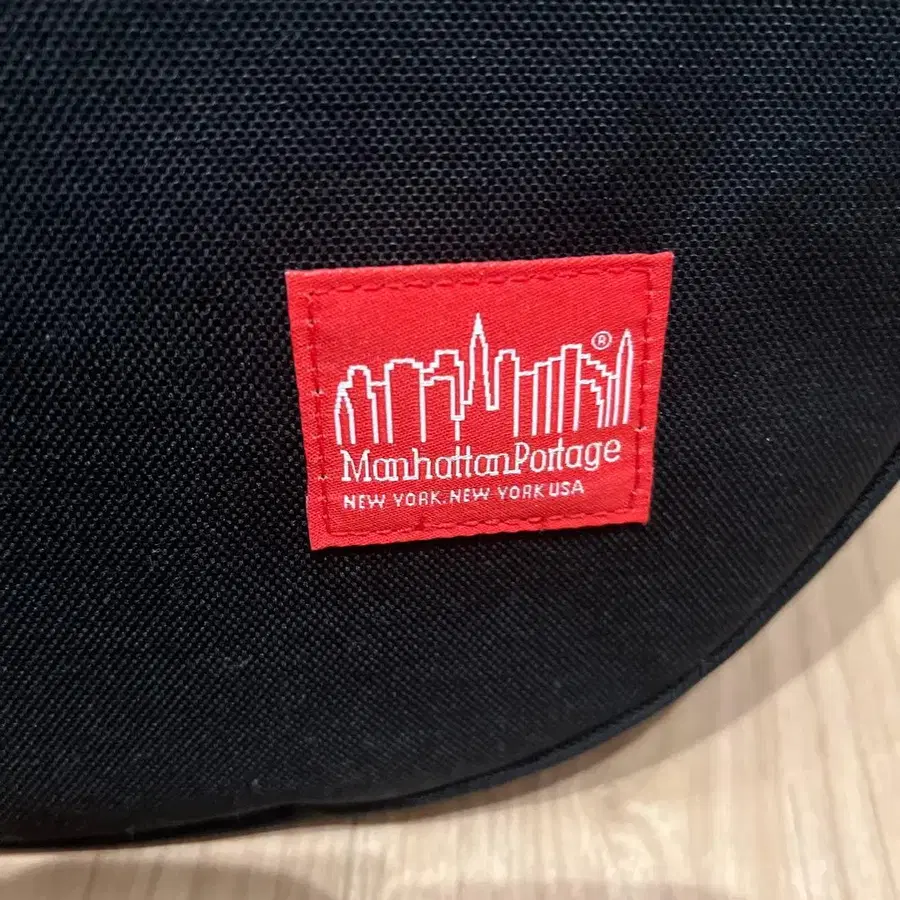 ®
ManhattanPortage
NEW YORK, NEW YORK USA